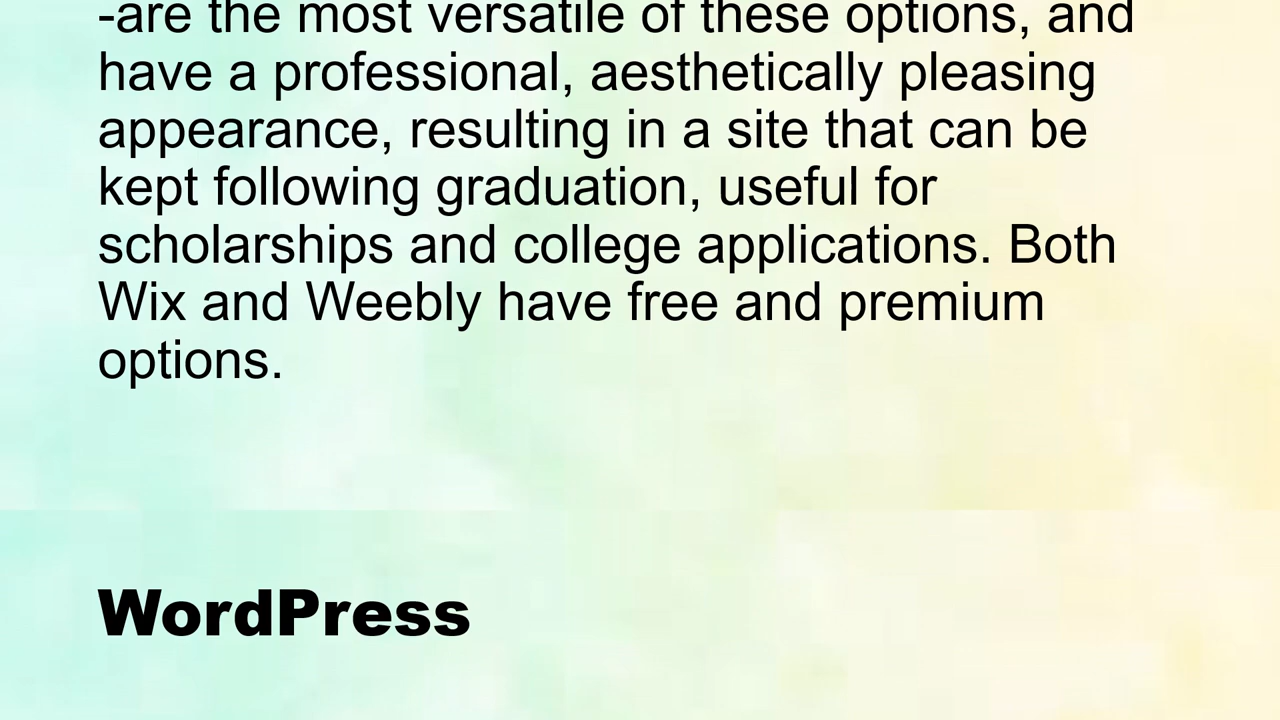 -are the most versatile of these options, and
have a professional, aesthetically pleasing
appearance, resulting in a site that can be
kept following graduation, useful for
scholarships and college applications. Both
Wix and Weebly have free and premium
options.
WordPress